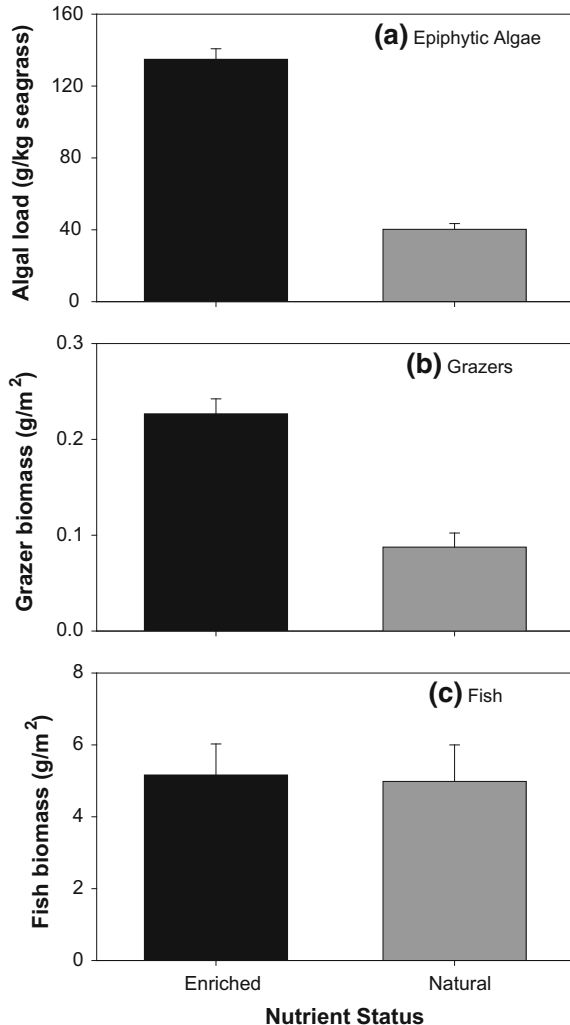 (a) Epiphytic Algae
Algal load (g/kg seagrass)
160
120
80
40
0
(b) Grazers
Grazer biomass (g/m²)
0.3
0.2
0.1
0.0
(c) Fish
Fish biomass (g/m²)
8
6
4
2
0
Enriched Natural
Nutrient Status